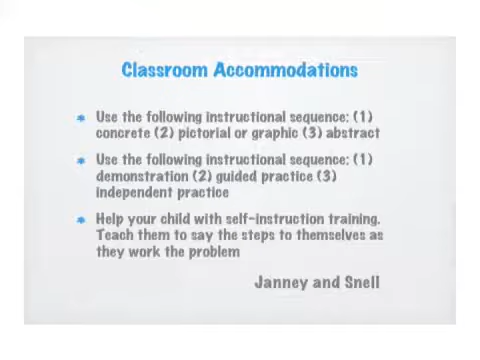 Classroom Accommodations
Use the following instructional sequence: (1)
concrete (2) pictorial or graphic (3) abstract
Use the following instructional sequence: (1)
demonstration (2) guided practice (3)
independent practice
Help your child with self-instruction training.
Teach them to say the steps to themselves as
they work the problem
Janney and Snell